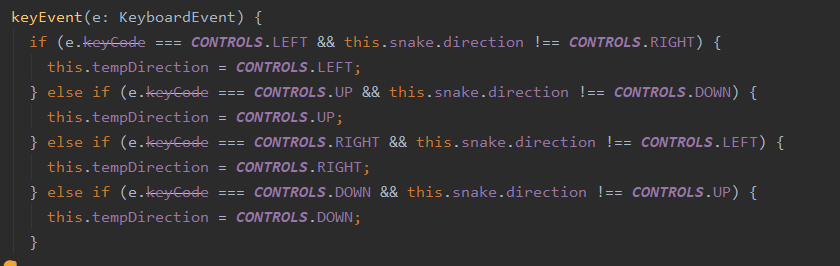 keyEvent(e: KeyboardEvent) {
if (e.keyCode === CONTROLS.LEFT && this.snake.direction !== CONTROLS.RIGHT) {
this.tempDirection = CONTROLS.LEFT;
} else if (e.keyCode === CONTROLS.UP && this.snake.direction !== CONTROLS.DOWN) {
this.tempDirection = CONTROLS.UP;
} else if (e.keyCode === CONTROLS.RIGHT && this.snake.direction !== CONTROLS.LEFT) {
this.tempDirection = CONTROLS.RIGHT;
} else if (e.keyCode === CONTROLS.DOWN && this.snake.direction !== CONTROLS.UP) {
this.tempDirection = CONTROLS.DOWN;
}